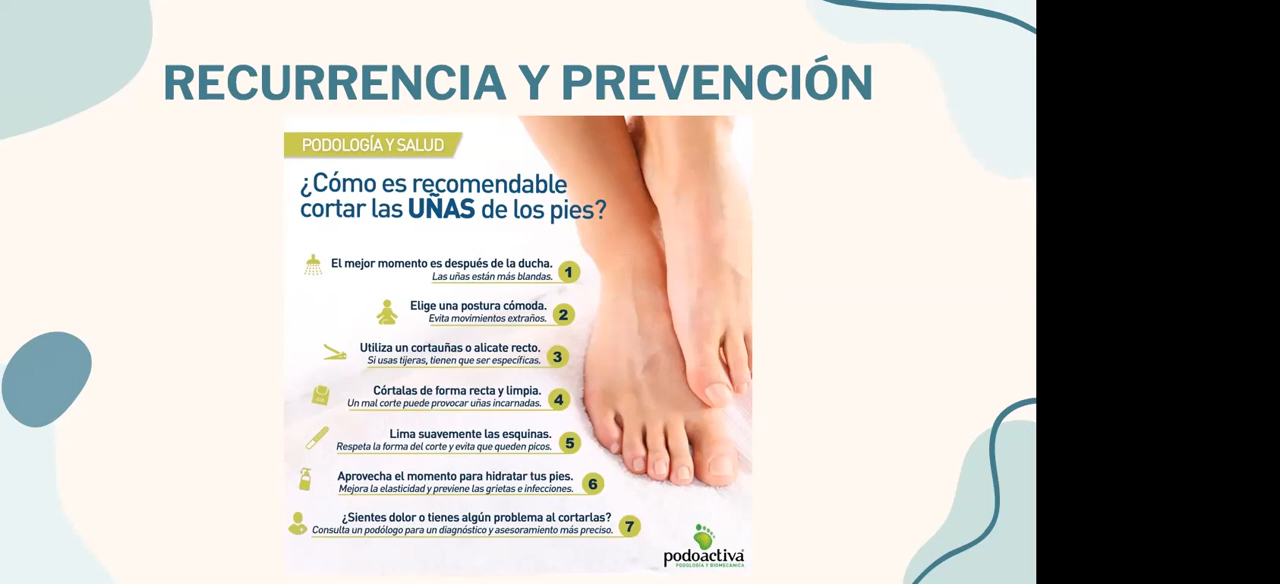 RECURRENCIA Y PREVENCIÓN
PODOLOGÍA Y SALUD
¿Cómo es recomendable
cortar las UÑAS de los pies?
El mejor momento es después de la ducha.
Las uñas están más blandas.
1
Elige una postura cómoda.
Evita movimientos extraños.
2
Utiliza un cortauñas o alicate recto.
Si usas tijeras, tienen que ser específicas.
3
Córtalas de forma recta y limpia.
Un mal corte puede provocar uñas incarnadas.
4
Lima suavemente las esquinas.
Respeta la forma del corte y evita que queden picos.
5
Aprovecha el momento para hidratar tus pies.
Mejora la elasticidad y previene las grietas e infecciones.
6
¿Sientes dolor o tienes algún problema al cortarlas?
Consulta un podólogo para un diagnóstico y asesoramiento más preciso.
7
podoactiva
PODOLOGÍA Y BIOMECÁNICA